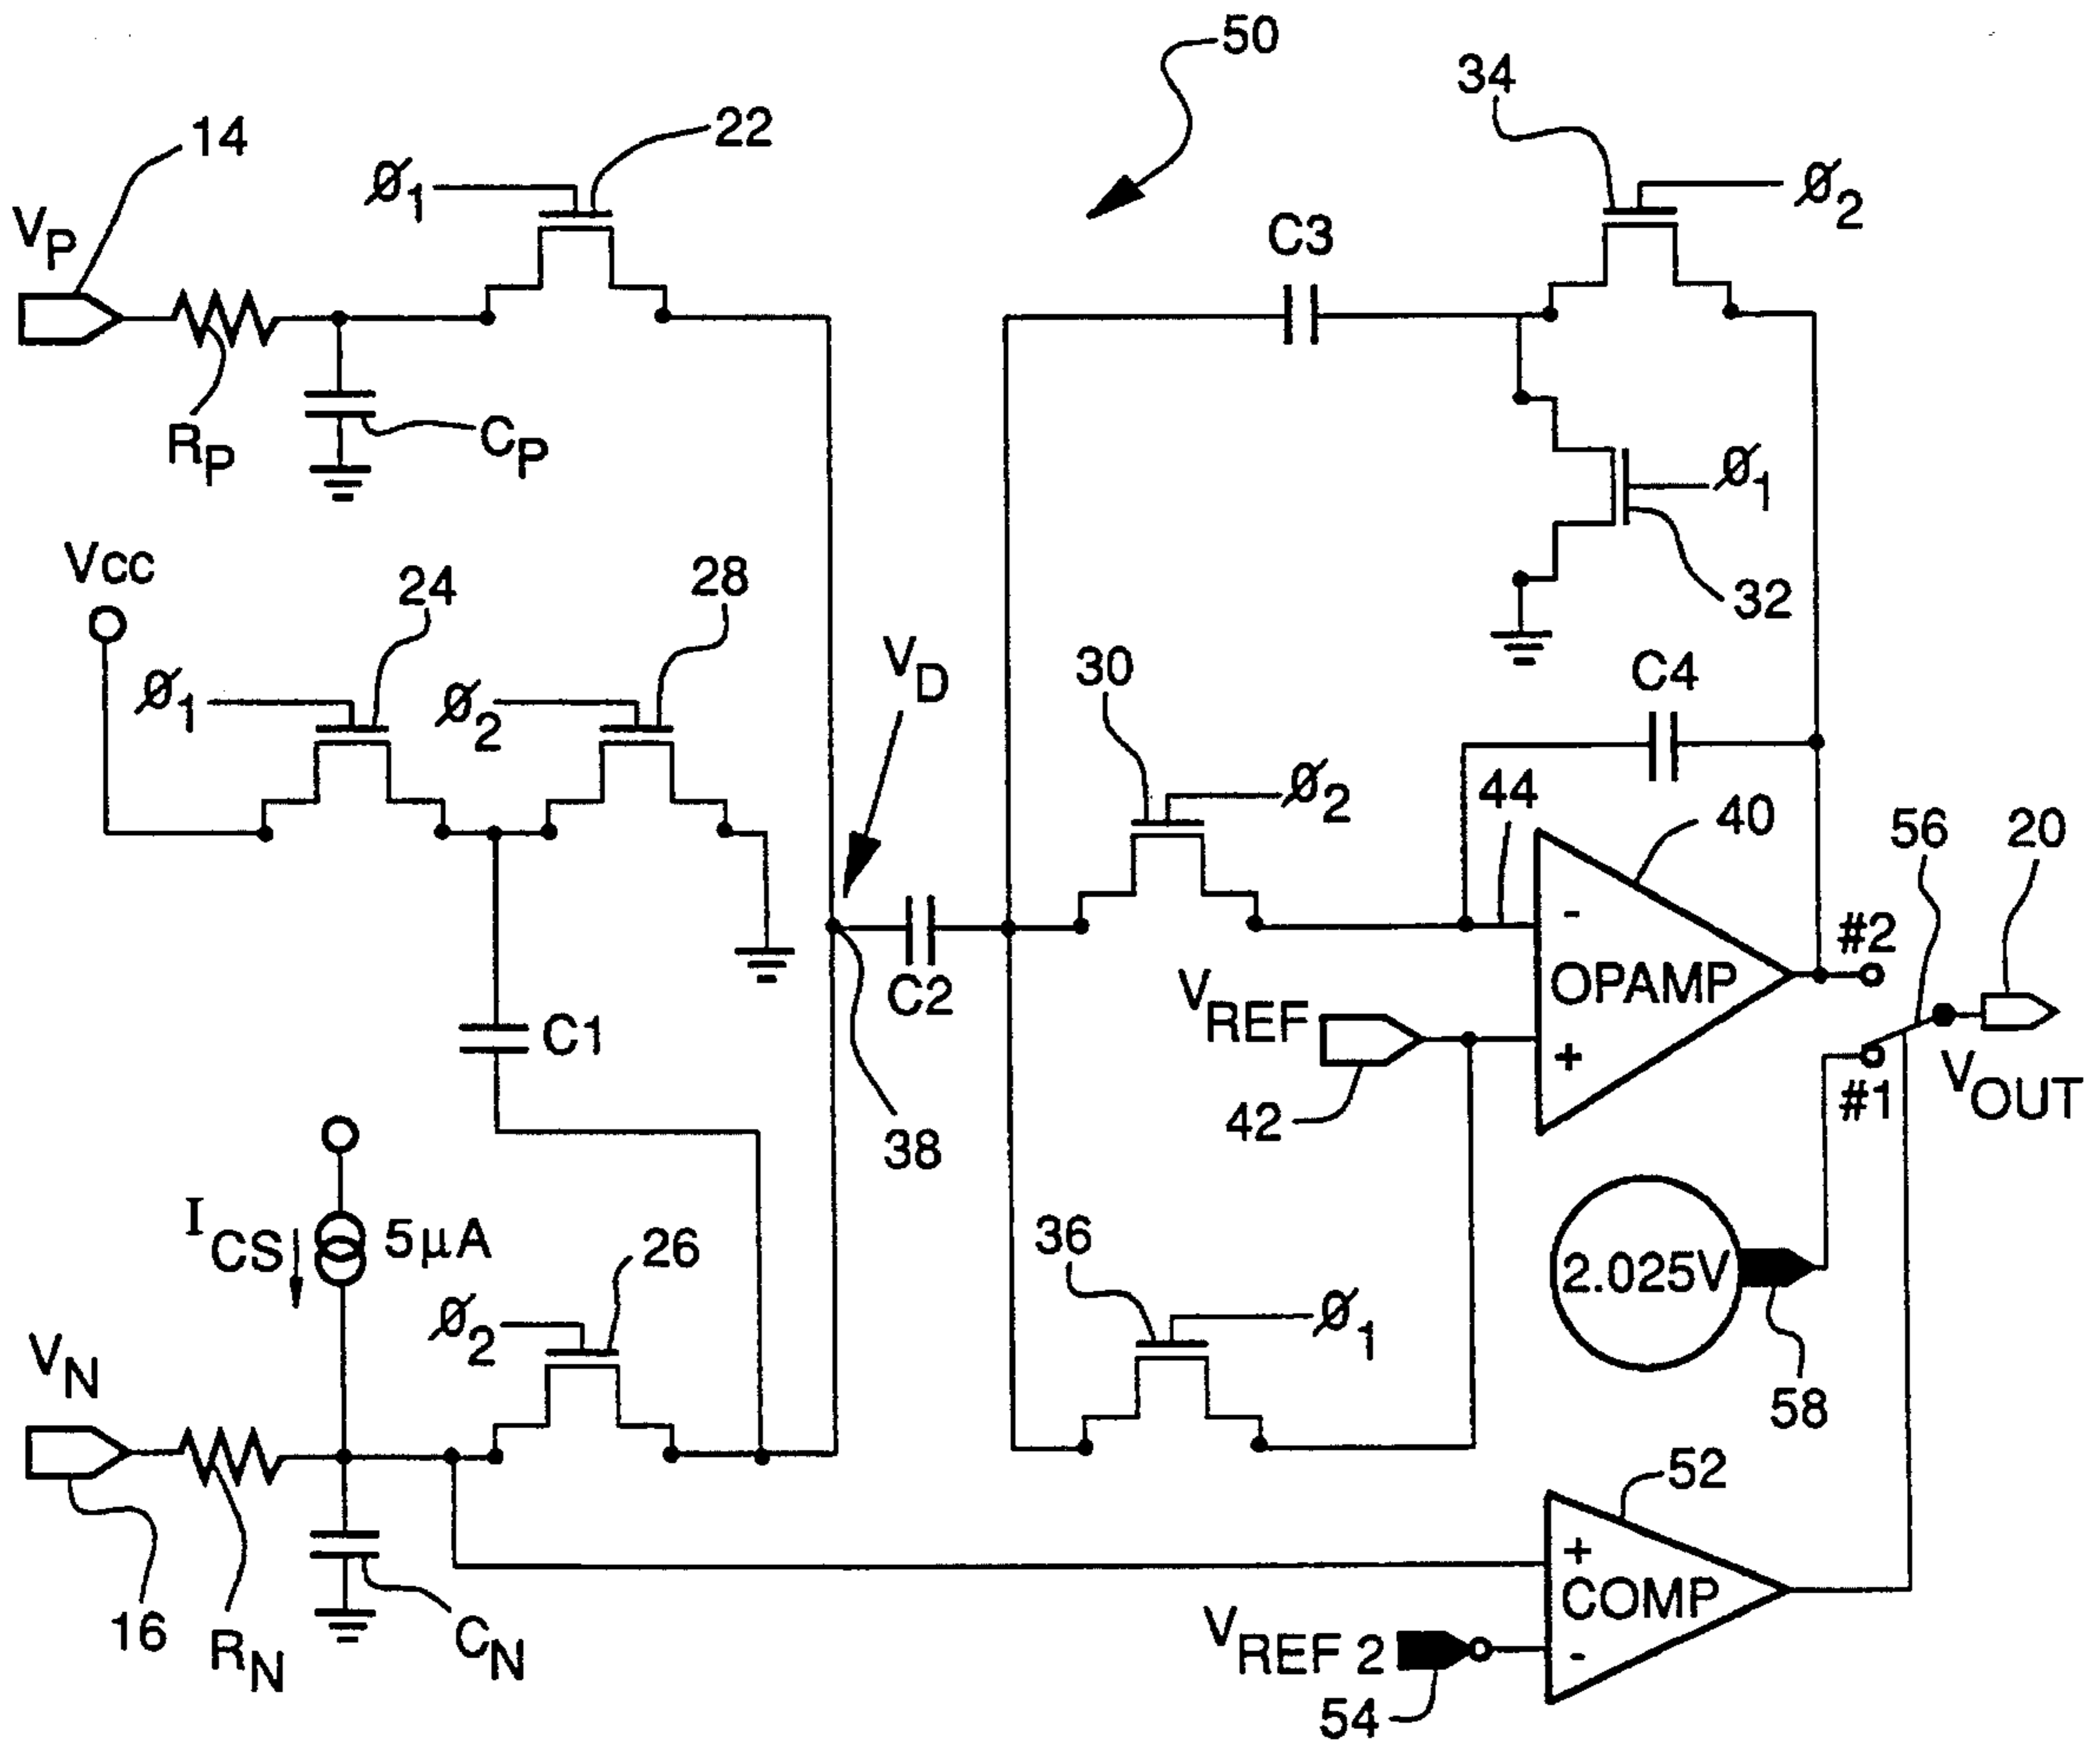 50
34
22
14
Ø1
Ø2
VP
C3
RP
CP
Ø1
32
VCC
24
28
VD
30
C4
Ø1
Ø2
Ø2
44
40
56
20
-
OPAMP
+
#2
#1
VOUT
C2
VREF
42
C1
38
ICS
5μA
26
36
2.025V
58
Ø2
Ø1
VN
52
+
COMP
-
16
RN
CN
VREF 2
54